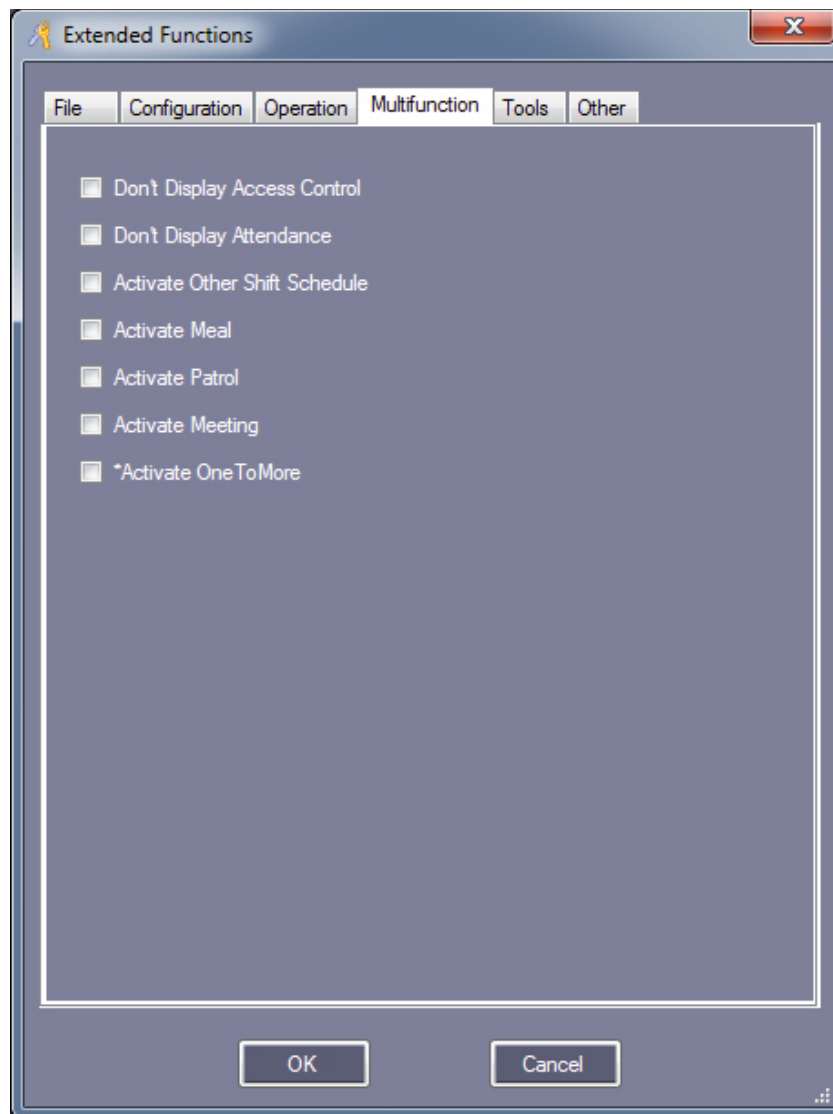 Extended Functions
File Configuration Operation Multifunction Tools Other
Don't Display Access Control
Don't Display Attendance
Activate Other Shift Schedule
Activate Meal
Activate Patrol
Activate Meeting
*Activate OneToMore
OK Cancel